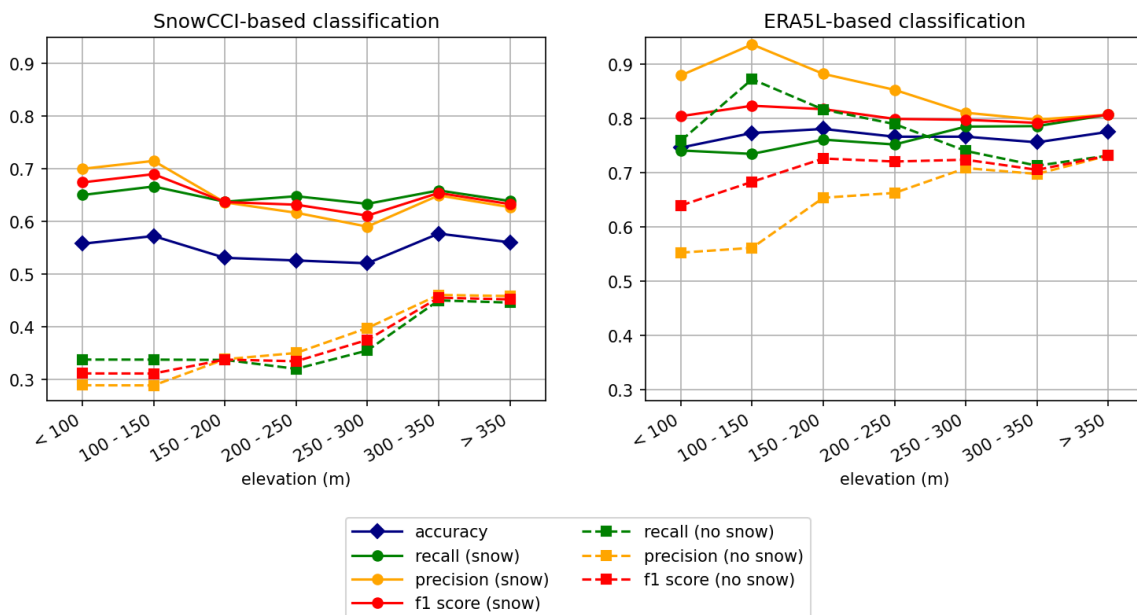 SnowCCI-based classification
0.9
0.8
0.7
0.6
0.5
0.4
0.3
< 100
100 - 150
150 - 200
200 - 250
250 - 300
300 - 350
> 350
elevation (m)
ERA5L-based classification
0.9
0.8
0.7
0.6
0.5
0.4
0.3
< 100
100 - 150
150 - 200
200 - 250
250 - 300
300 - 350
> 350
elevation (m)
accuracy
recall (snow)
precision (snow)
f1 score (snow)
recall (no snow)
precision (no snow)
f1 score (no snow)